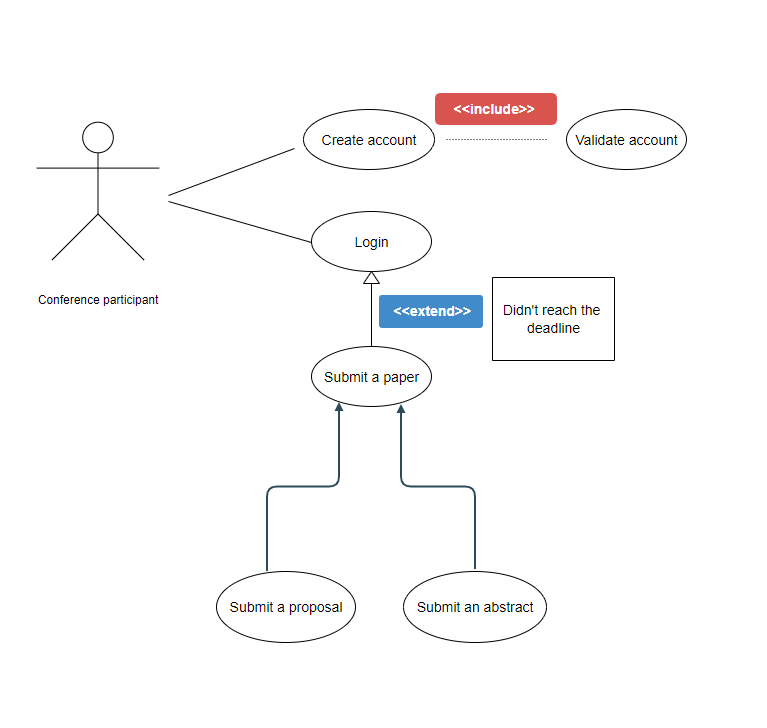 <<include>>
Create account
Validate account
Login
Conference participant
<<extend>>
Didn't reach the
deadline
Submit a paper
Submit a proposal
Submit an abstract